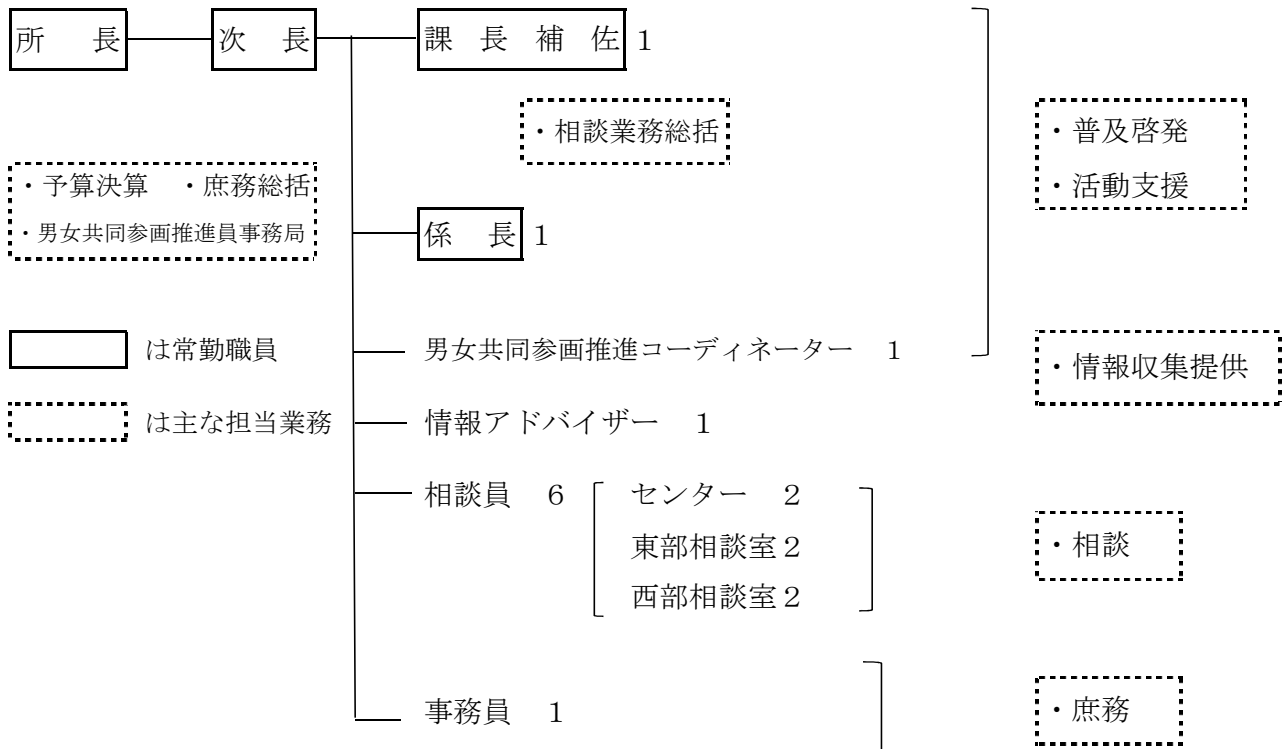 所　長　次　長　課　長　補　佐 1
・相談業務総括
・普及啓発
・活動支援
・予算決算　・庶務総括
・男女共同参画推進員事務局
係　長 1
は常勤職員
男女共同参画推進コーディネーター　1
・情報収集提供
は主な担当業務
情報アドバイザー　1
相談員　6　センター　2
東部相談室2
西部相談室2
・相談
事務員　1
・庶務